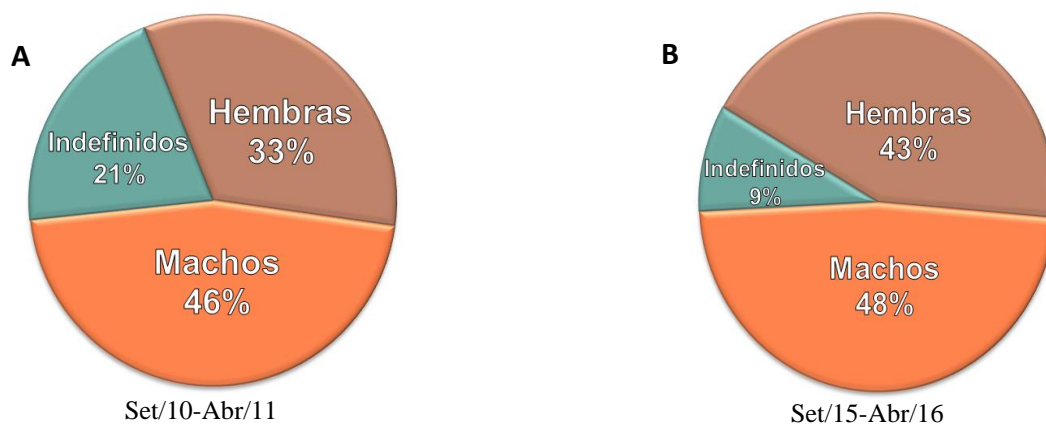 A
Hembras
33%
Indefinidos
21%
Machos
46%
Set/10-Abr/11
B
Hembras
43%
Indefinidos
9%
Machos
48%
Set/15-Abr/16